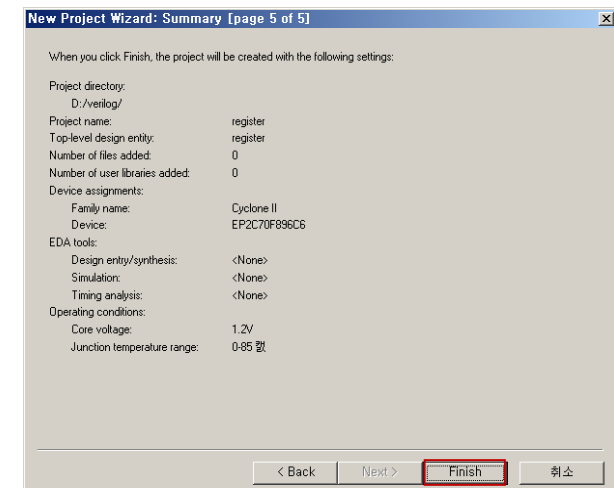 New Project Wizard: Summary [page 5 of 5]
When you click Finish, the project will be created with the following settings:
Project directory:
D:/verilog/
Project name: register
Top-level design entity: register
Number of files added: 0
Number of user libraries added: 0
Device assignments:
Family name: Cyclone II
Device: EP2C70F896C6
EDA tools:
Design entry/synthesis: <None>
Simulation: <None>
Timing analysis: <None>
Operating conditions:
Core voltage: 1.2V
Junction temperature range: 0-85
< Back Next > Finish 취소